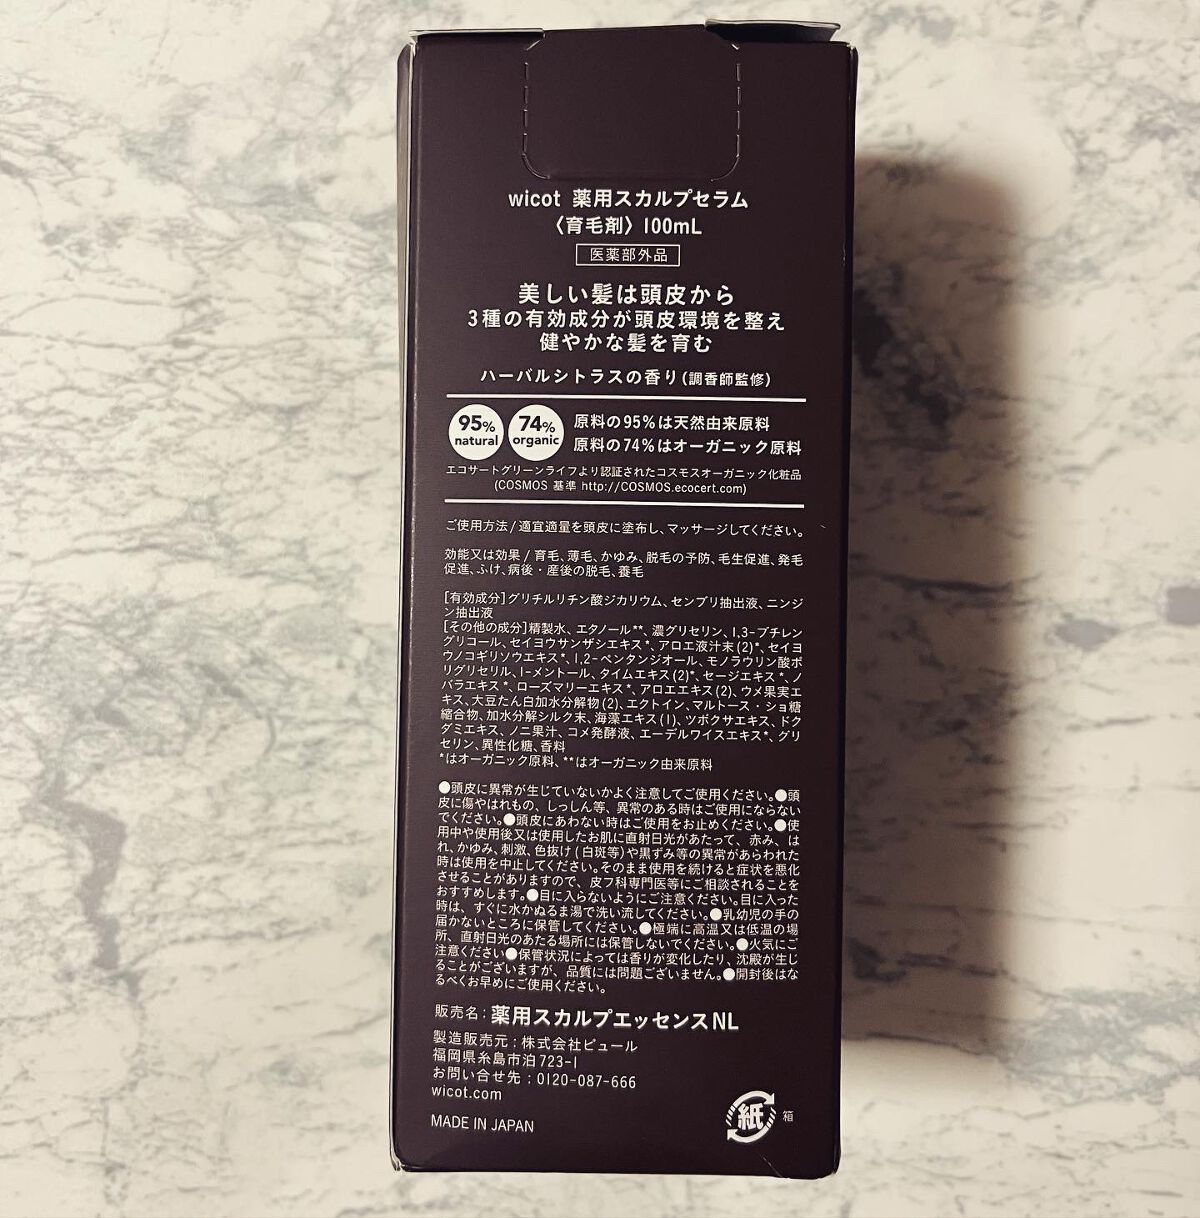 wicot 薬用スカルプセラム
〈育毛剤〉100mL
医薬部外品
美しい髪は頭皮から
3種の有効成分が頭皮環境を整え
健やかな髪を育む
ハーバルシトラスの香り(調香師監修)
95% natural
74% organic
原料の95%は天然由来原料
原料の74%はオーガニック原料
エコサートグリーンライフより認証されたコスモスオーガニック化粧品
(COSMOS 基準 http://COSMOS.ecocert.com)
ご使用方法/適宜適量を頭皮に塗布し、マッサージしてください。
効能又は効果/育毛、薄毛、かゆみ、脱毛の予防、毛生促進、発毛
促進、ふけ、病後・産後の脱毛、養毛
[有効成分]グリチルリチン酸ジカリウム、センブリ抽出液、ニンジ
ン抽出液
[その他の成分]精製水、エタノール**、濃グリセリン、1,3-ブチレン
グリコール、セイヨウサンザシエキス*、アロエ液汁末(2)*、セイヨ
ウノコギリソウエキス*、1,2-ペンタンジオール、モノラウリン酸ポ
リグリセリル、l-メントール、タイムエキス(2)*、セージエキス*、ノ
バラエキス*、ローズマリーエキス*、アロエエキス(2)、ウメ果実エ
キス、大豆たん白加水分解物(2)、エクトイン、マルトース・ショ糖
縮合物、加水分解シルク末、海藻エキス(1)、ツボクサエキス、ドク
ダミエキス、ノニ果汁、コメ発酵液、エーデルワイスエキス*、グリ
セリン、異性化糖、香料
*はオーガニック原料、**はオーガニック由来原料
●頭皮に異常が生じていないかよく注意してご使用ください。●頭
皮に傷やはれもの、しっしん等、異常のある時はご使用にならない
でください。●頭皮にあわない時はご使用をお止めください。●使
用中や使用後又は使用したお肌に直射日光があたって、赤み、は
れ、かゆみ、刺激、色抜け(白斑等)や黒ずみ等の異常があらわれた
時は使用を中止してください。そのまま使用を続けると症状を悪化
させることがありますので、皮フ科専門医等にご相談されることを
おすすめします。●目に入らないようにご注意ください。目に入った
時は、すぐに水かぬるま湯で洗い流してください。●乳幼児の手の
届かないところに保管してください。●極端に高温又は低温の場
所、直射日光のあたる場所には保管しないでください。●火気にご
注意ください●保管状況によっては香りが変化したり、沈殿が生じ
ることがございますが、品質には問題ございません。●開封後はな
るべくお早めにご使用ください。
販売名:薬用スカルプエッセンスNL
製造販売元:株式会社ピュール
福岡県糸島市泊723-1
お問い合せ先:0120-087-666
wicot.com
MADE IN JAPAN
紙 箱